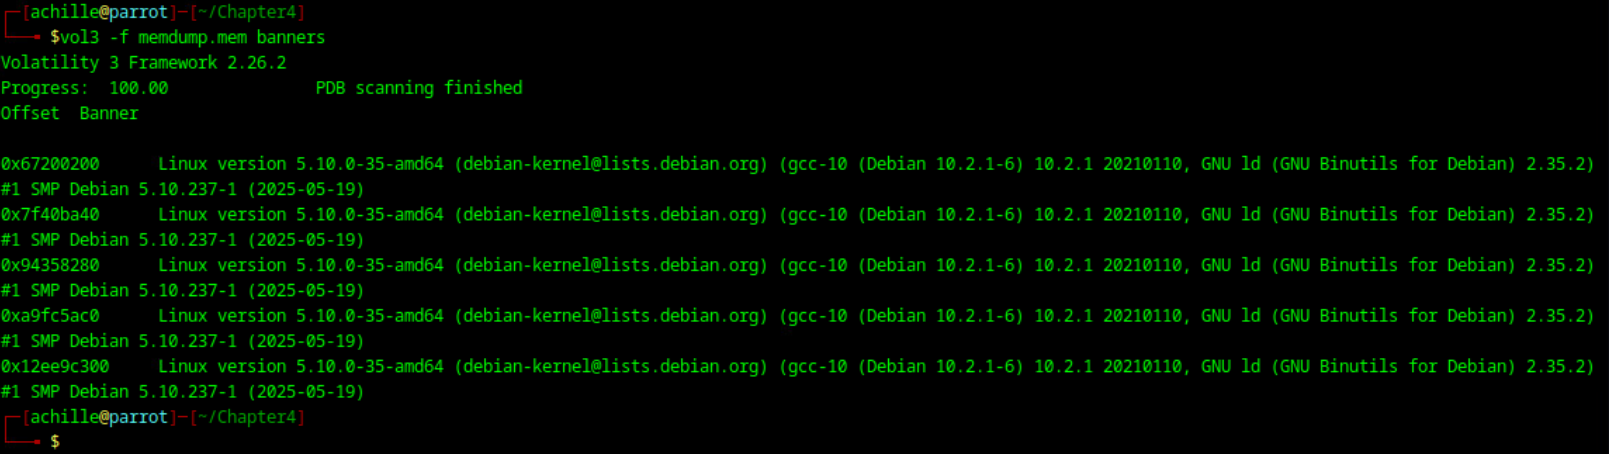 ┌─[achille@parrot]─[~/Chapter4]
└──╼ $vol3 -f memdump.mem banners
Volatility 3 Framework 2.26.2
Progress:  100.00               PDB scanning finished
Offset  Banner
0x67200200      Linux version 5.10.0-35-amd64 (debian-kernel@lists.debian.org) (gcc-10 (Debian 10.2.1-6) 10.2.1 20210110, GNU ld (GNU Binutils for Debian) 2.35.2)
#1 SMP Debian 5.10.237-1 (2025-05-19)
0x7f40ba40      Linux version 5.10.0-35-amd64 (debian-kernel@lists.debian.org) (gcc-10 (Debian 10.2.1-6) 10.2.1 20210110, GNU ld (GNU Binutils for Debian) 2.35.2)
#1 SMP Debian 5.10.237-1 (2025-05-19)
0x94358280      Linux version 5.10.0-35-amd64 (debian-kernel@lists.debian.org) (gcc-10 (Debian 10.2.1-6) 10.2.1 20210110, GNU ld (GNU Binutils for Debian) 2.35.2)
#1 SMP Debian 5.10.237-1 (2025-05-19)
0xa9fc5ac0      Linux version 5.10.0-35-amd64 (debian-kernel@lists.debian.org) (gcc-10 (Debian 10.2.1-6) 10.2.1 20210110, GNU ld (GNU Binutils for Debian) 2.35.2)
#1 SMP Debian 5.10.237-1 (2025-05-19)
0x12ee9c300     Linux version 5.10.0-35-amd64 (debian-kernel@lists.debian.org) (gcc-10 (Debian 10.2.1-6) 10.2.1 20210110, GNU ld (GNU Binutils for Debian) 2.35.2)
#1 SMP Debian 5.10.237-1 (2025-05-19)
┌─[achille@parrot]─[~/Chapter4]
└──╼ $